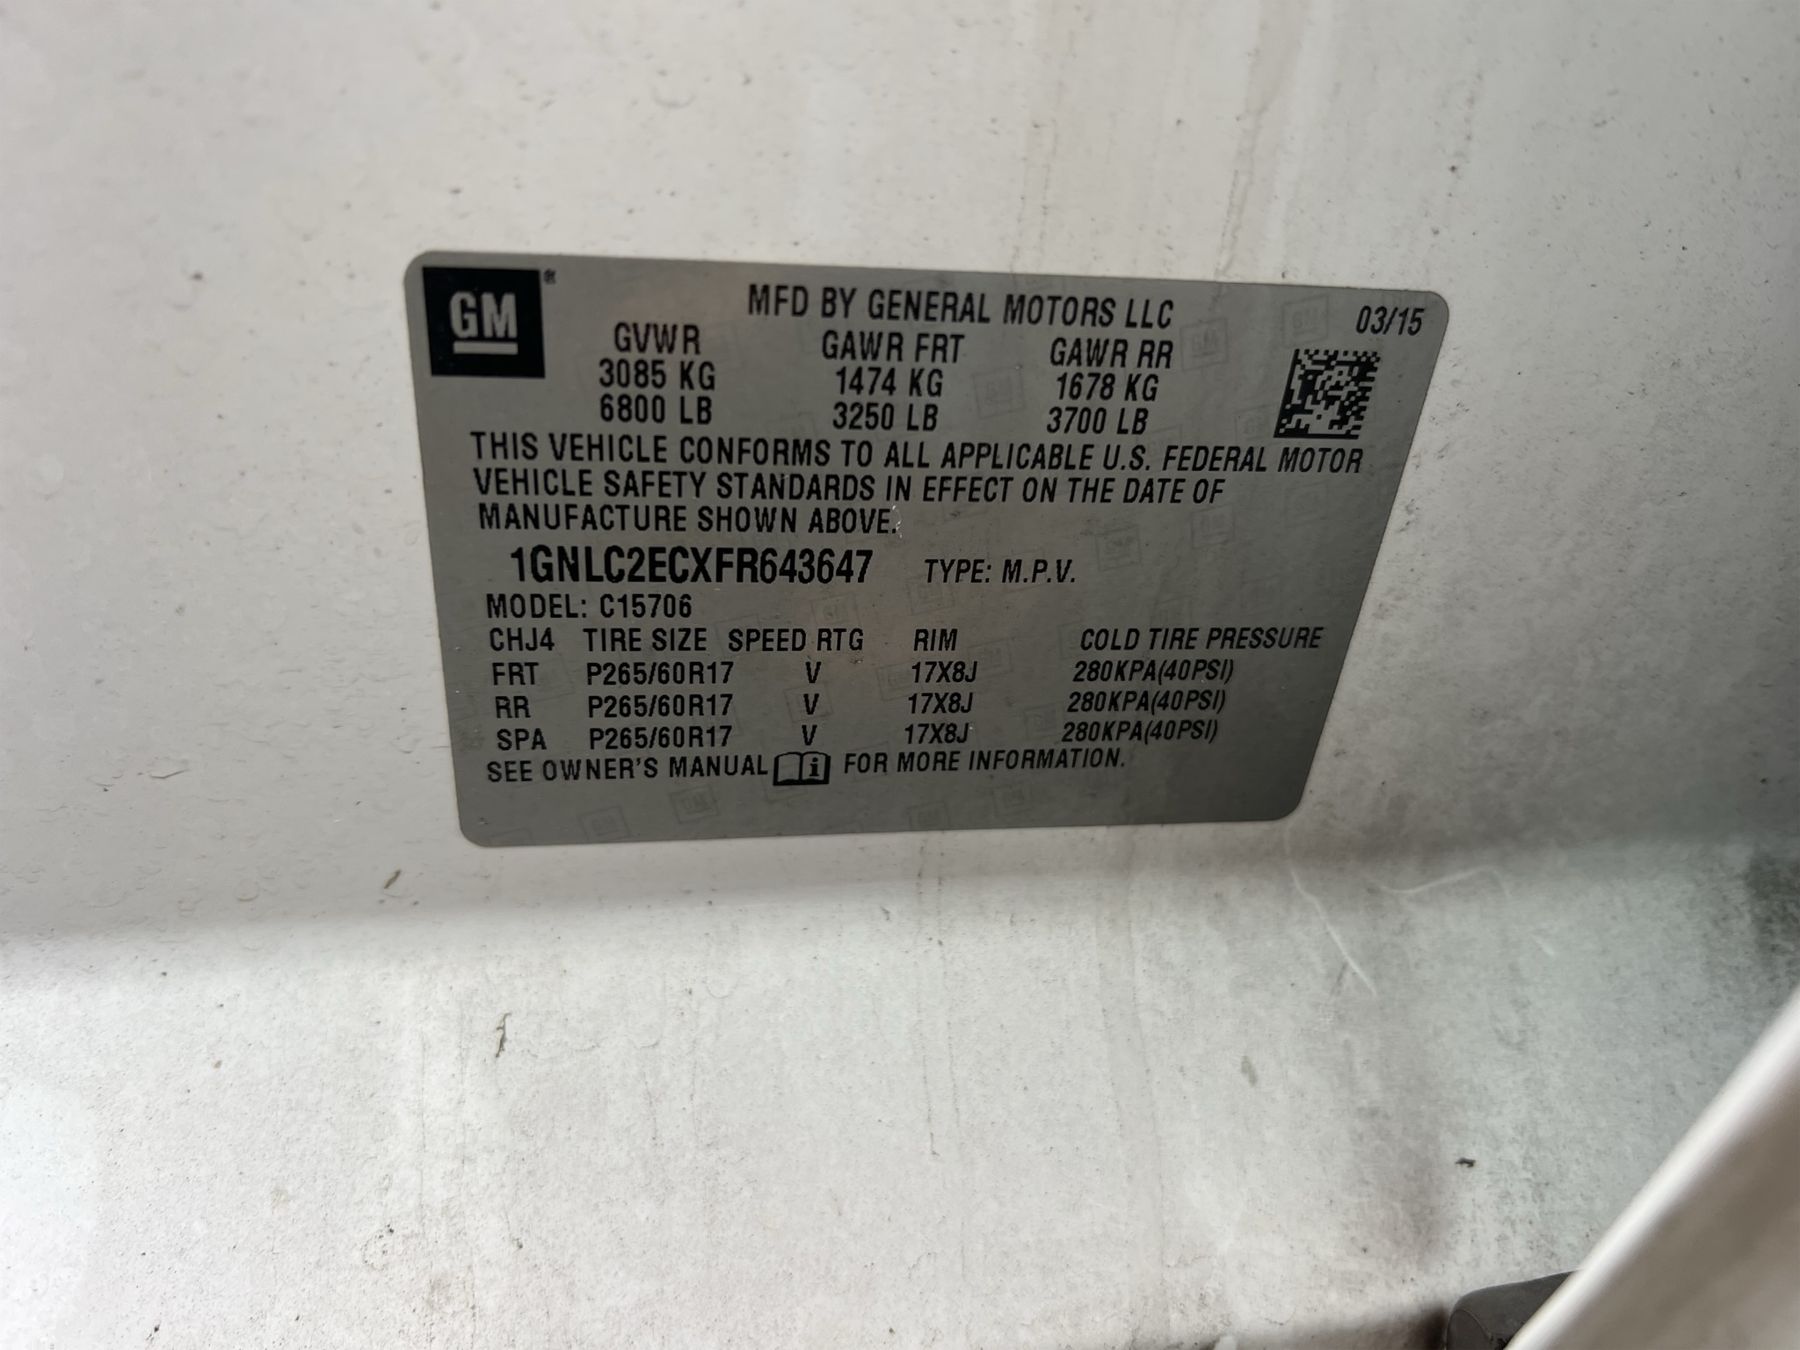 GM®
MFD BY GENERAL MOTORS LLC 03/15
GVWR GAWR FRT GAWR RR
3085 KG 1474 KG 1678 KG
6800 LB 3250 LB 3700 LB
THIS VEHICLE CONFORMS TO ALL APPLICABLE U.S. FEDERAL MOTOR
VEHICLE SAFETY STANDARDS IN EFFECT ON THE DATE OF
MANUFACTURE SHOWN ABOVE.
1GNLC2ECXFR643647 TYPE: M.P.V.
MODEL: C15706
CHJ4 TIRE SIZE SPEED RTG RIM COLD TIRE PRESSURE
FRT P265/60R17 V 17X8J 280KPA(40PSI)
RR P265/60R17 V 17X8J 280KPA(40PSI)
SPA P265/60R17 V 17X8J 280KPA(40PSI)
SEE OWNER'S MANUAL i FOR MORE INFORMATION.